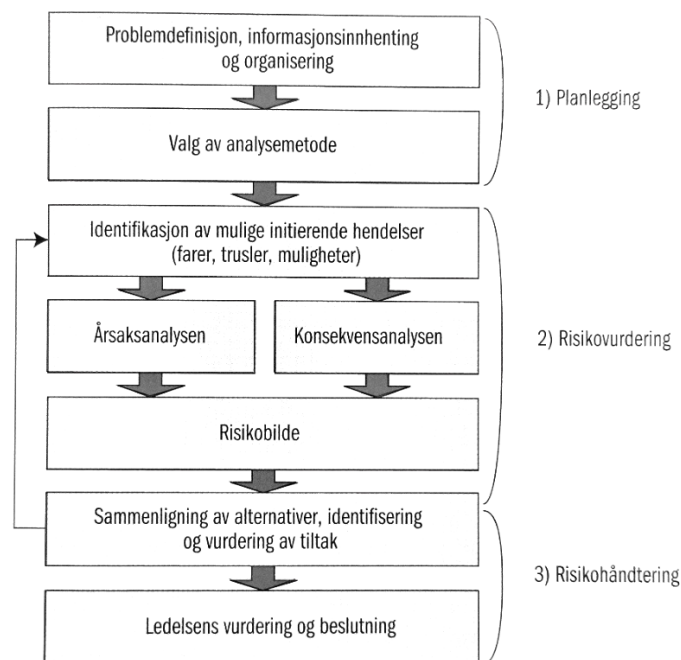 Problemdefinisjon, informasjonsinnhenting
og organisering
1) Planlegging
Valg av analysemetode
Identifikasjon av mulige initierende hendelser
(farer, trusler, muligheter)
Årsaksanalysen
Konsekvensanalysen
2) Risikovurdering
Risikobilde
Sammenligning av alternativer, identifisering
og vurdering av tiltak
3) Risikohåndtering
Ledelsens vurdering og beslutning